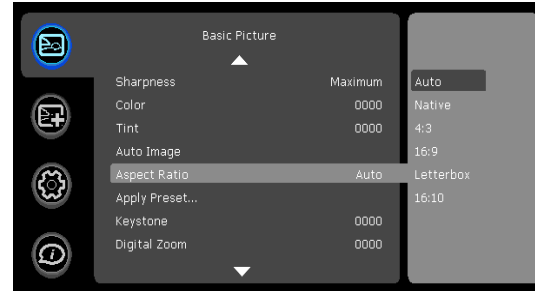 Basic Picture
Sharpness Maximum
Color 0000
Tint 0000
Auto Image
Aspect Ratio Auto
Apply Preset...
Keystone 0000
Digital Zoom 0000
Auto
Native
4:3
16:9
Letterbox
16:10